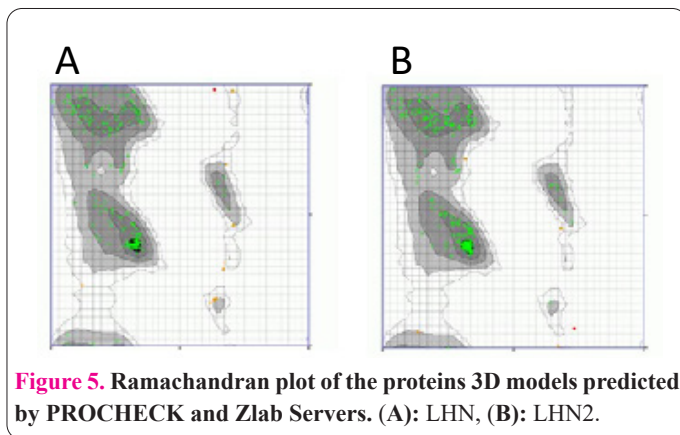 A B
Figure 5. Ramachandran plot of the proteins 3D models predicted
by PROCHECK and Zlab Servers. (A): LHN, (B): LHN2.